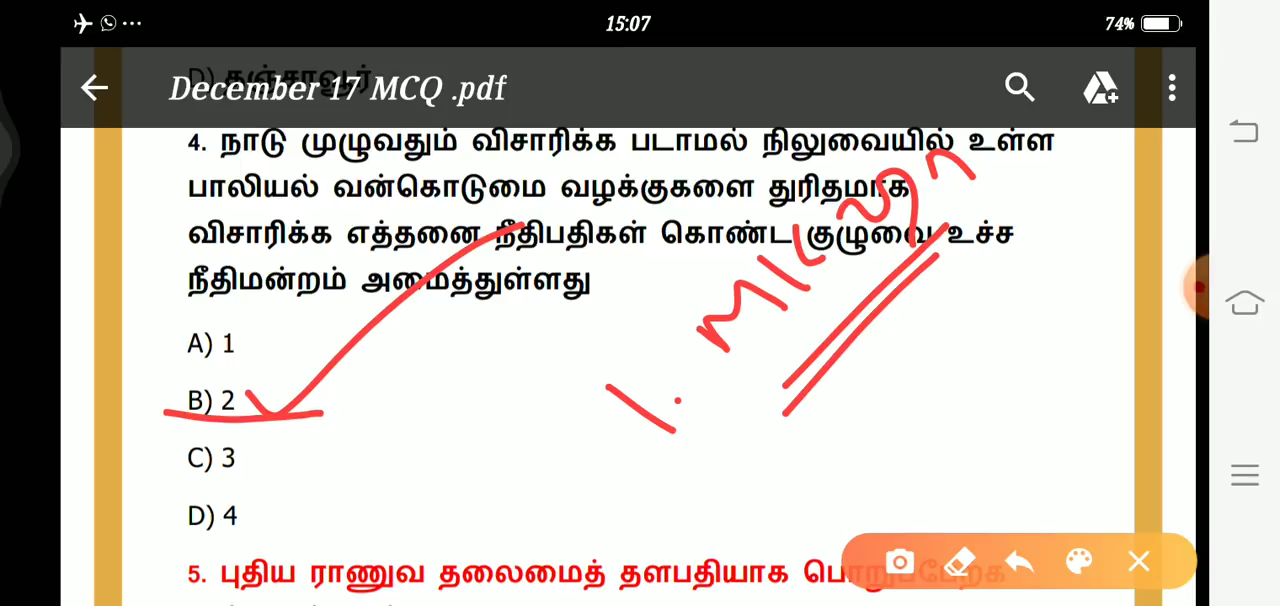 15:07
74%
December 17 MCQ .pdf
4. நாடு முழுவதும் விசாரிக்க படாமல் நிலுவையில் உள்ள
பாலியல் வன்கொடுமை வழக்குகளை துரிதமாக
விசாரிக்க எத்தனை நீதிபதிகள் கொண்ட குழுவை உச்ச
நீதிமன்றம் அமைத்துள்ளது
A) 1
B) 2
C) 3
D) 4
5. புதிய ராணுவ தலைமைத் தளபதியாக பொறுப்பேற்க